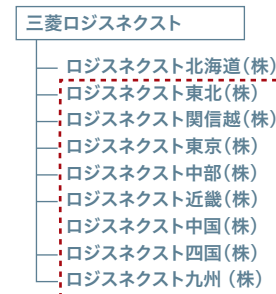 三菱ロジスネクスト
ロジスネクスト北海道（株）
ロジスネクスト東北（株）
ロジスネクスト関信越（株）
ロジスネクスト東京（株）
ロジスネクスト中部（株）
ロジスネクスト近畿（株）
ロジスネクスト中国（株）
ロジスネクスト四国（株）
ロジスネクスト九州（株）